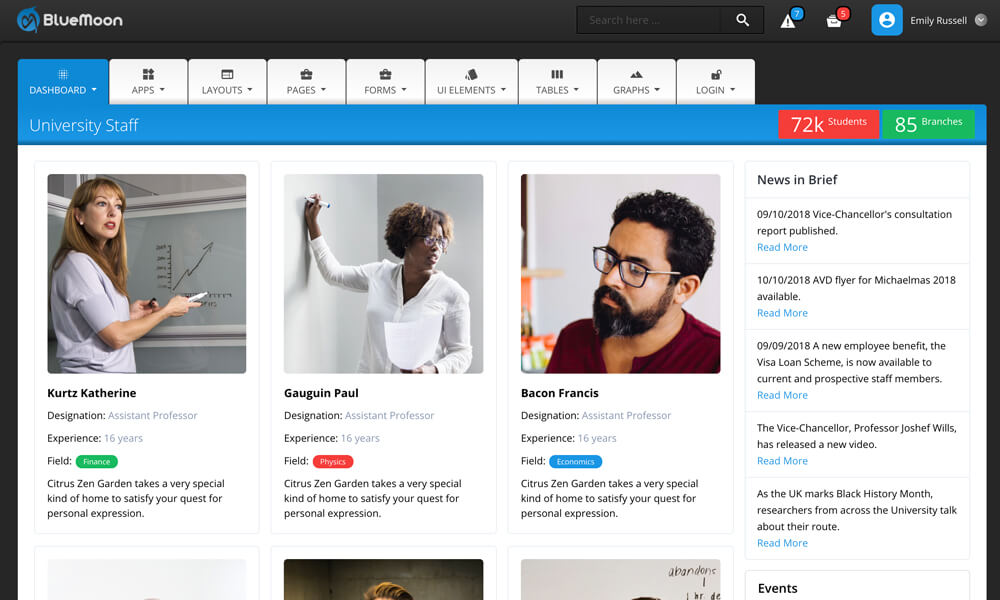 BlueMoon
Search here ...
7
5
Emily Russell
DASHBOARD
APPS
LAYOUTS
PAGES
FORMS
UI ELEMENTS
TABLES
GRAPHS
LOGIN
University Staff
72k Students
85 Branches
Kurtz Katherine
Designation: Assistant Professor
Experience: 16 years
Field: Finance
Citrus Zen Garden takes a very special
kind of home to satisfy your quest for
personal expression.
Gauguin Paul
Designation: Assistant Professor
Experience: 16 years
Field: Physics
Citrus Zen Garden takes a very special
kind of home to satisfy your quest for
personal expression.
Bacon Francis
Designation: Assistant Professor
Experience: 16 years
Field: Economics
Citrus Zen Garden takes a very special
kind of home to satisfy your quest for
personal expression.
abandons
News in Brief
09/10/2018 Vice-Chancellor's consultation
report published.
Read More
10/10/2018 AVD flyer for Michaelmas 2018
available.
Read More
09/09/2018 A new employee benefit, the
Visa Loan Scheme, is now available to
current and prospective staff members.
Read More
The Vice-Chancellor, Professor Joshef Wills,
has released a new video.
Read More
As the UK marks Black History Month,
researchers from across the University talk
about their route.
Read More
Events